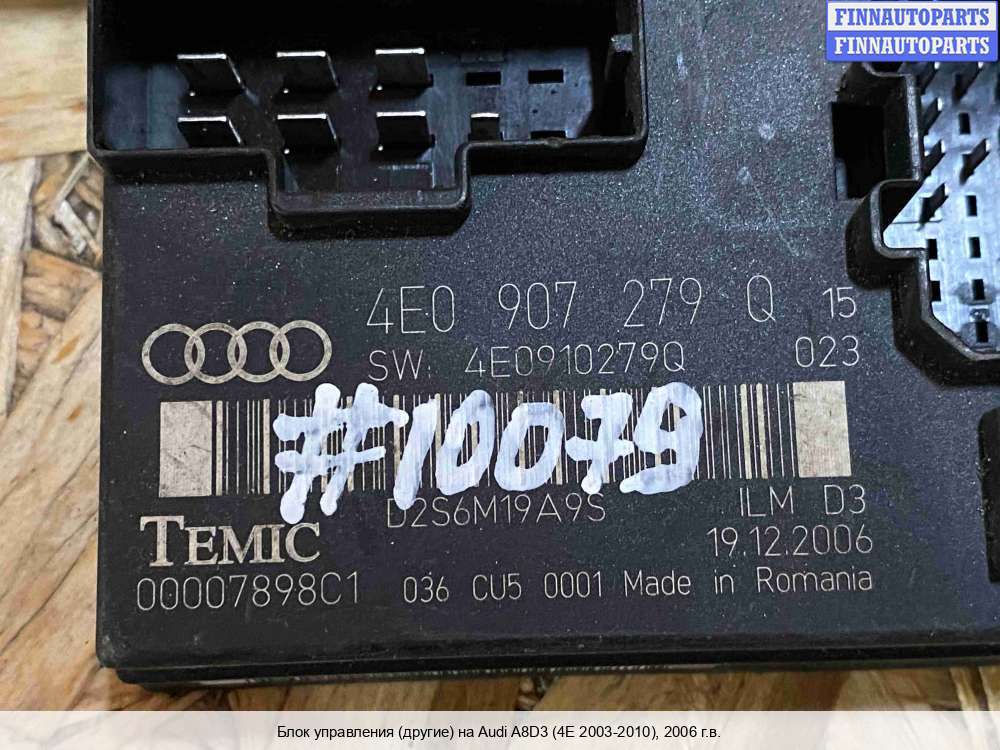 FINNAUTOPARTS
FINNAUTOPARTS
4E0 907 279 Q 15
SW: 4E0910279Q 023
#10079
D2S6M19A9S ILM D3
TEMIC 19.12.2006
00007898C1 036 CU5 0001 Made in Romania
Блок управления (другие) на Audi A8D3 (4E 2003-2010), 2006 г.в.